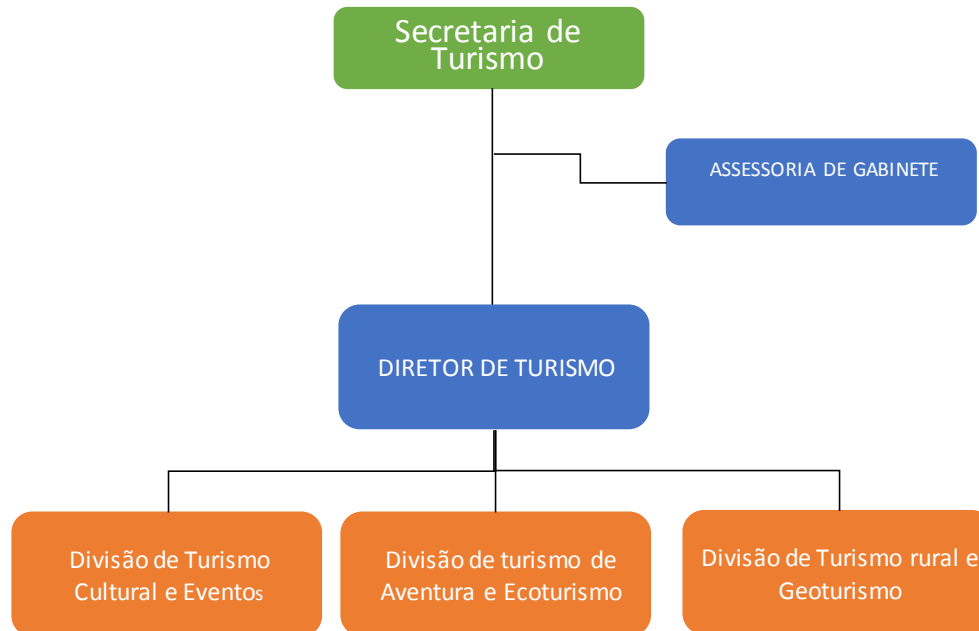 Secretaria de
Turismo
ASSESSORIA DE GABINETE
DIRETOR DE TURISMO
Divisão de Turismo
Cultural e Eventos
Divisão de turismo de
Aventura e Ecoturismo
Divisão de Turismo rural e
Geoturismo